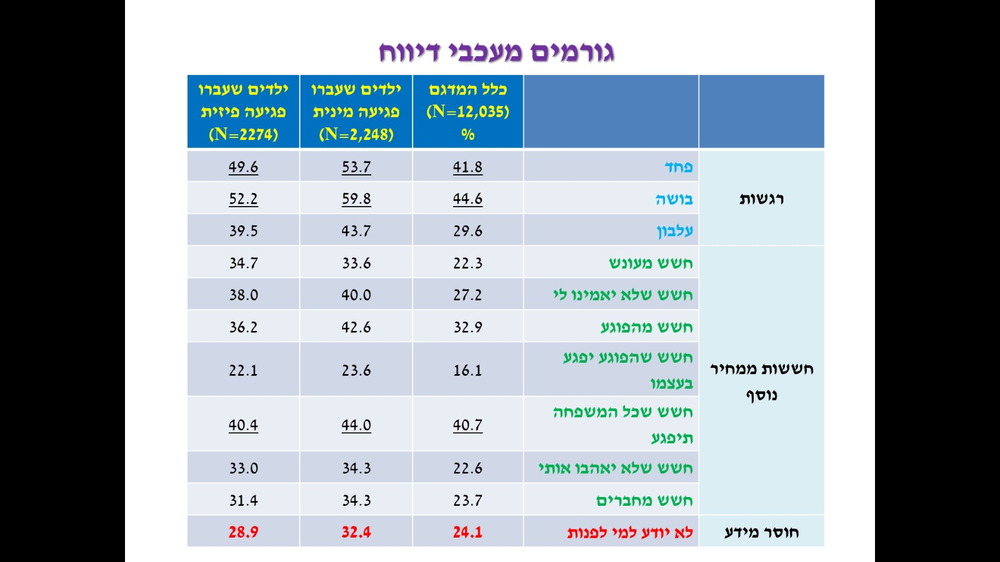 גורמים מעכבי דיווח
כלל המדגם
(N=12,035)
%
ילדים שעברו
פגיעה מינית
(N=2,248)
ילדים שעברו
פגיעה פיזית
(N=2274)
רגשות
פחד 41.8 53.7 49.6
בושה 44.6 59.8 52.2
עלבון 29.6 43.7 39.5
חששות ממחיר
נוסף
חשש מעונש 22.3 33.6 34.7
חשש שלא יאמינו לי 27.2 40.0 38.0
חשש מהפוגע 32.9 42.6 36.2
חשש שהפוגע יפגע
בעצמו 16.1 23.6 22.1
חשש שכל המשפחה
תיפגע 40.7 44.0 40.4
חשש שלא יאהבו אותי 22.6 34.3 33.0
חשש מחברים 23.7 34.3 31.4
חוסר מידע
לא יודע למי לפנות 24.1 32.4 28.9